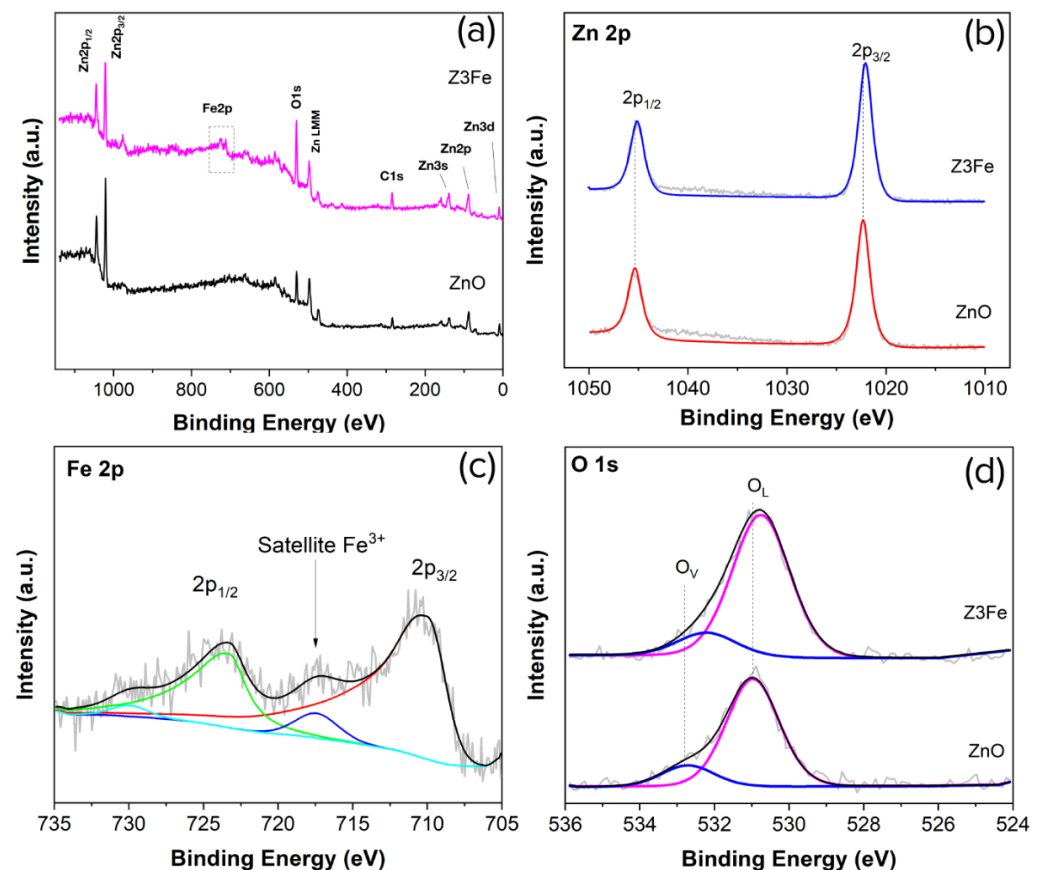 (a)
Zn2p1/2
Zn2p3/2
Z3Fe
Fe2p
O1s
Zn LMM
C1s
Zn3s
Zn2p
Zn3d
ZnO
Intensity (a.u.)
1000 800 600 400 200 0
Binding Energy (eV)
Zn 2p
(b)
2p3/2
2p1/2
Z3Fe
ZnO
Intensity (a.u.)
1050 1040 1030 1020 1010
Binding Energy (eV)
Fe 2p
(c)
Satellite Fe3+
2p1/2
2p3/2
Intensity (a.u.)
735 730 725 720 715 710 705
Binding Energy (eV)
O 1s
(d)
OL
OV
Z3Fe
ZnO
Intensity (a.u.)
536 534 532 530 528 526 524
Binding Energy (eV)